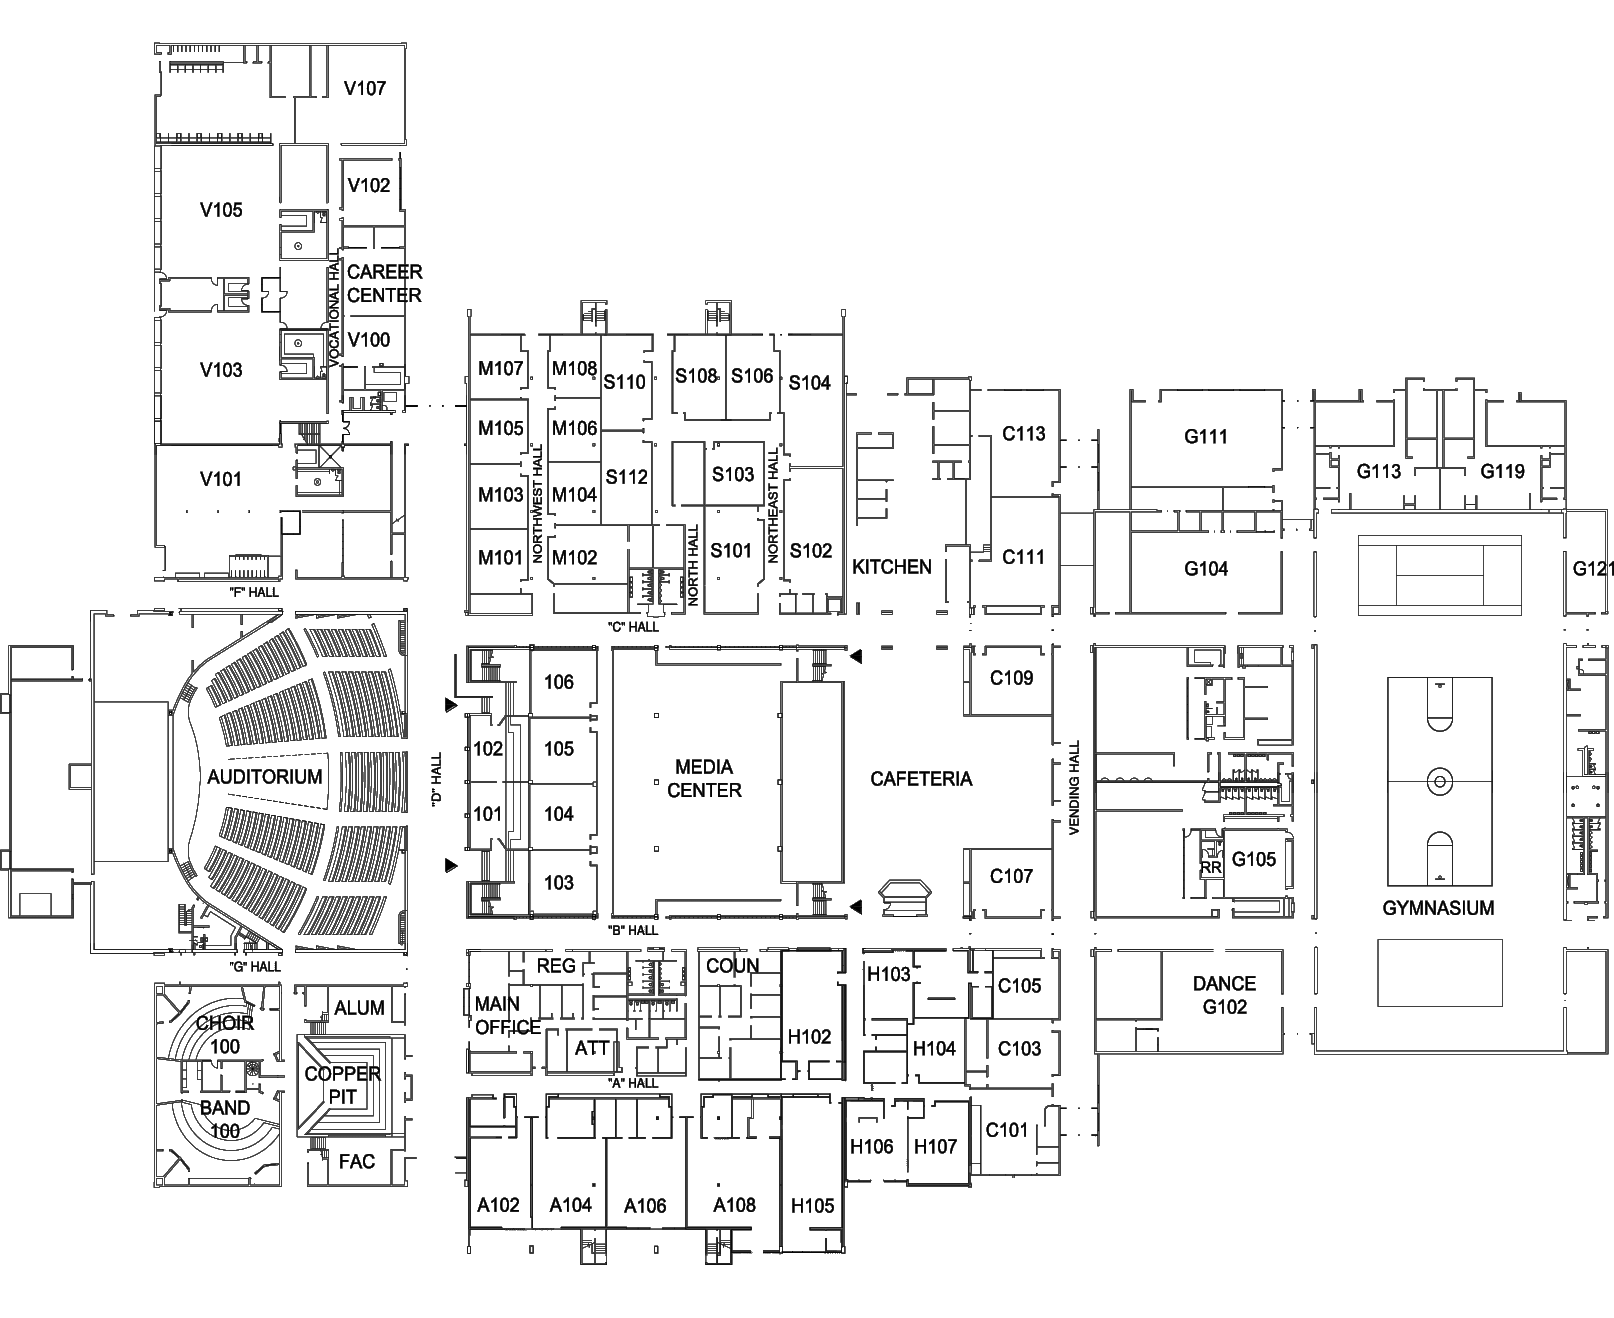 V107
V102
V105
CAREER
CENTER
VOCATIONAL HALL
V100
V103
V101
"F" HALL
M107
M108
S110
S108
S106
S104
M105
M106
C113
G111
G113
G119
S112
S103
M103
M104
NORTHWEST HALL
NORTHEAST HALL
M101
M102
NORTH HALL
S101
S102
KITCHEN
C111
G104
G121
"C" HALL
106
C109
102
105
AUDITORIUM
"D" HALL
MEDIA
CENTER
CAFETERIA
VENDING HALL
101
104
103
C107
RR
G105
GYMNASIUM
"B" HALL
"G" HALL
REG
COUN
H103
C105
DANCE
G102
MAIN
OFFICE
ALUM
CHOIR
100
ATT
H102
H104
C103
COPPER
PIT
"A" HALL
BAND
100
FAC
H106
H107
C101
A102
A104
A106
A108
H105